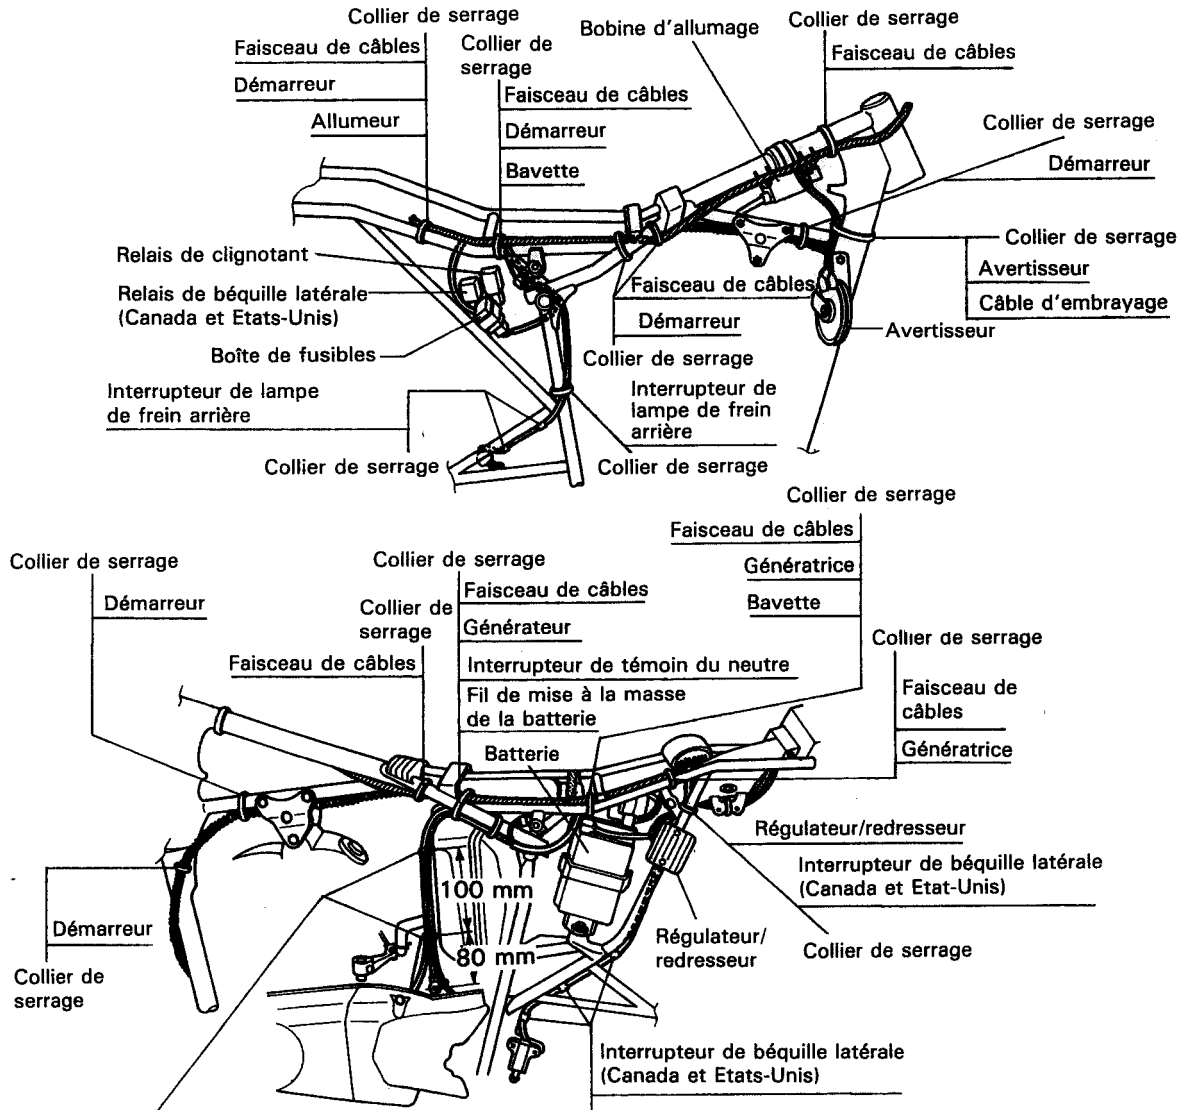 Collier de serrage
Faisceau de câbles
Démarreur
Allumeur
Collier de
serrage
Faisceau de câbles
Démarreur
Bavette
Bobine d'allumage
Collier de serrage
Faisceau de câbles
Collier de serrage
Démarreur
Collier de serrage
Avertisseur
Câble d'embrayage
Avertisseur
Relais de clignotant
Relais de béquille latérale
(Canada et Etats-Unis)
Boîte de fusibles
Interrupteur de lampe
de frein arrière
Collier de serrage
Faisceau de câbles
Démarreur
Collier de serrage
Interrupteur de
lampe de frein
arrière
Collier de serrage
Collier de serrage
Faisceau de câbles
Génératrice
Bavette
Collier de serrage
Démarreur
Collier de serrage
Faisceau de câbles
Générateur
Interrupteur de témoin du neutre
Fil de mise à la masse
de la batterie
Collier de
serrage
Faisceau de câbles
Batterie
Collier de serrage
Faisceau de
câbles
Génératrice
Régulateur/redresseur
Interrupteur de béquille latérale
(Canada et Etat-Unis)
Collier de serrage
Régulateur/
redresseur
100 mm
80 mm
Démarreur
Collier de
serrage
Interrupteur de béquille latérale
(Canada et Etats-Unis)